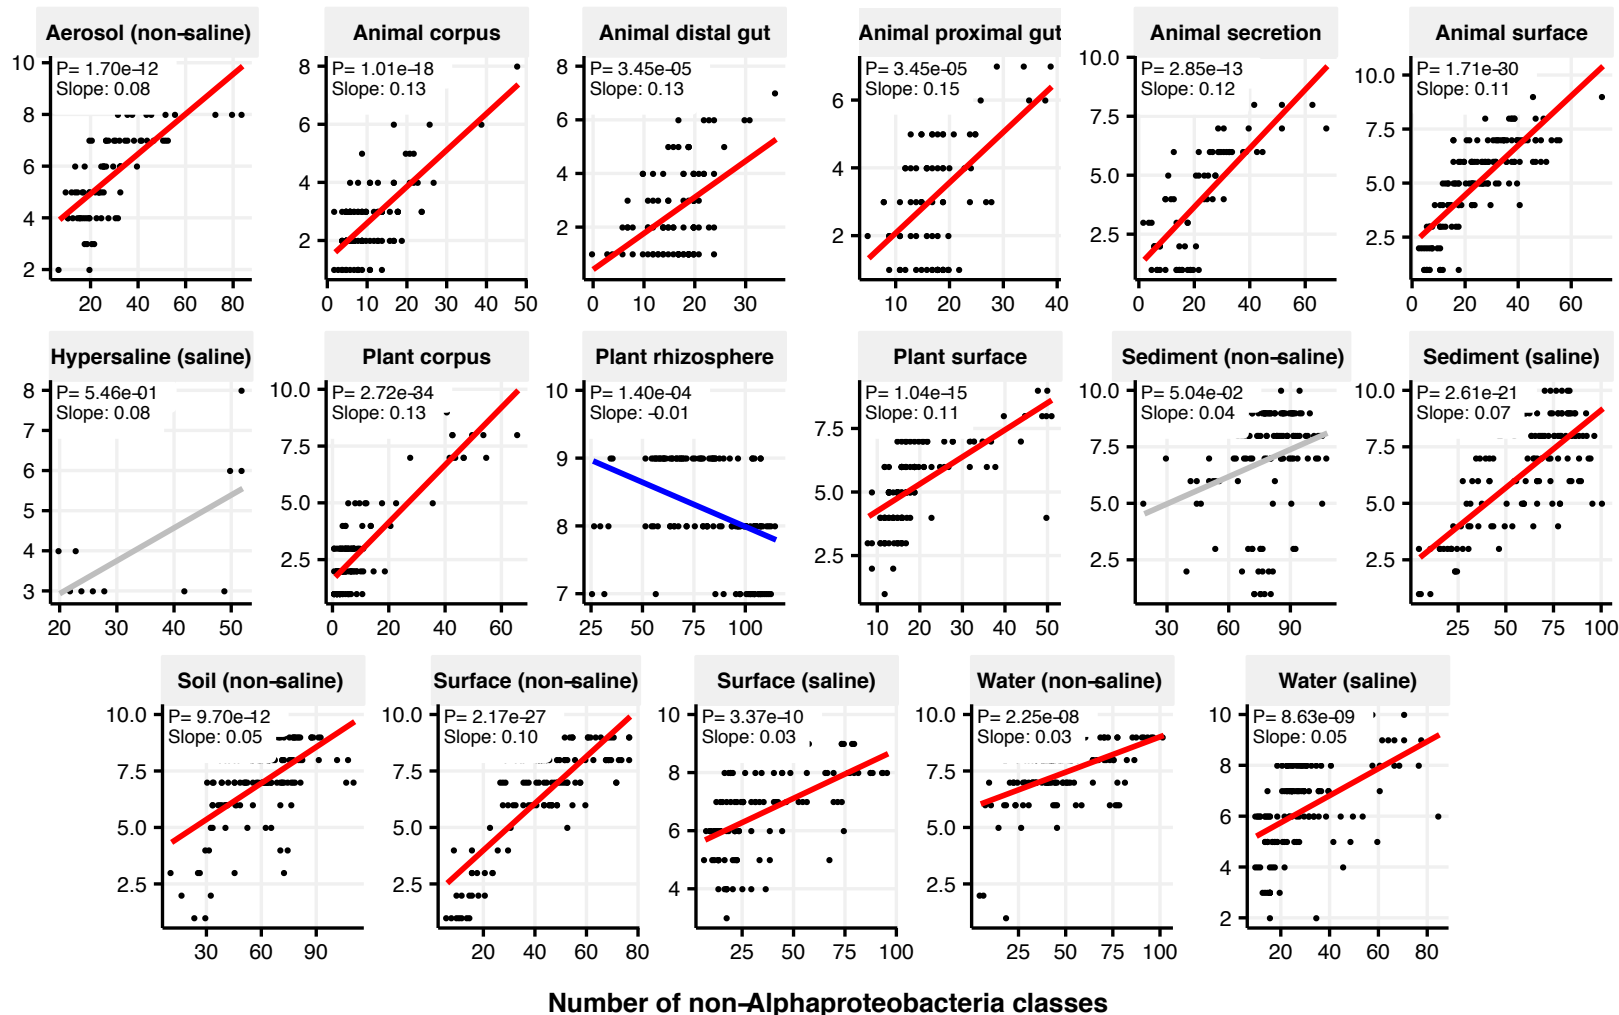 Aerosol (non-saline) Animal corpus Animal distal gut Animal proximal gut Animal secretion Animal surface
P= 1.70e-12 P= 1.01e-18 P= 3.45e-05 P= 3.45e-05 P= 2.85e-13 P= 1.71e-30
Slope: 0.08 Slope: 0.13 Slope: 0.13 Slope: 0.15 Slope: 0.12 Slope: 0.11
10 8 6 4 2
20 40 60 80
8 6 4 2
0 10 20 30 40 50
8 6 4 2
0 10 20 30
6 4 2
10 20 30 40
10.0 7.5 5.0 2.5
0 20 40 60
10.0 7.5 5.0 2.5
0 20 40 60
Hypersaline (saline) Plant corpus Plant rhizosphere Plant surface Sediment (non-saline) Sediment (saline)
P= 5.46e-01 P= 2.72e-34 P= 1.40e-04 P= 1.04e-15 P= 5.04e-02 P= 2.61e-21
Slope: 0.08 Slope: 0.13 Slope: -0.01 Slope: 0.11 Slope: 0.04 Slope: 0.07
8 7 6 5 4 3
20 30 40 50
10.0 7.5 5.0 2.5
0 20 40 60
10 9 8 7
25 50 75 100
7.5 5.0 2.5
10 20 30 40 50
10.0 7.5 5.0 2.5
30 60 90
10.0 7.5 5.0 2.5
25 50 75 100
Soil (non-saline) Surface (non-saline) Surface (saline) Water (non-saline) Water (saline)
P= 9.70e-12 P= 2.17e-27 P= 3.37e-10 P= 2.25e-08 P= 8.63e-09
Slope: 0.05 Slope: 0.10 Slope: 0.03 Slope: 0.03 Slope: 0.05
10.0 7.5 5.0 2.5
30 60 90
10.0 7.5 5.0 2.5
20 40 60 80
10 8 6 4
25 50 75 100
10.0 7.5 5.0 2.5
25 50 75 100
10 8 6 4 2
20 40 60 80
Number of non-Alphaproteobacteria classes